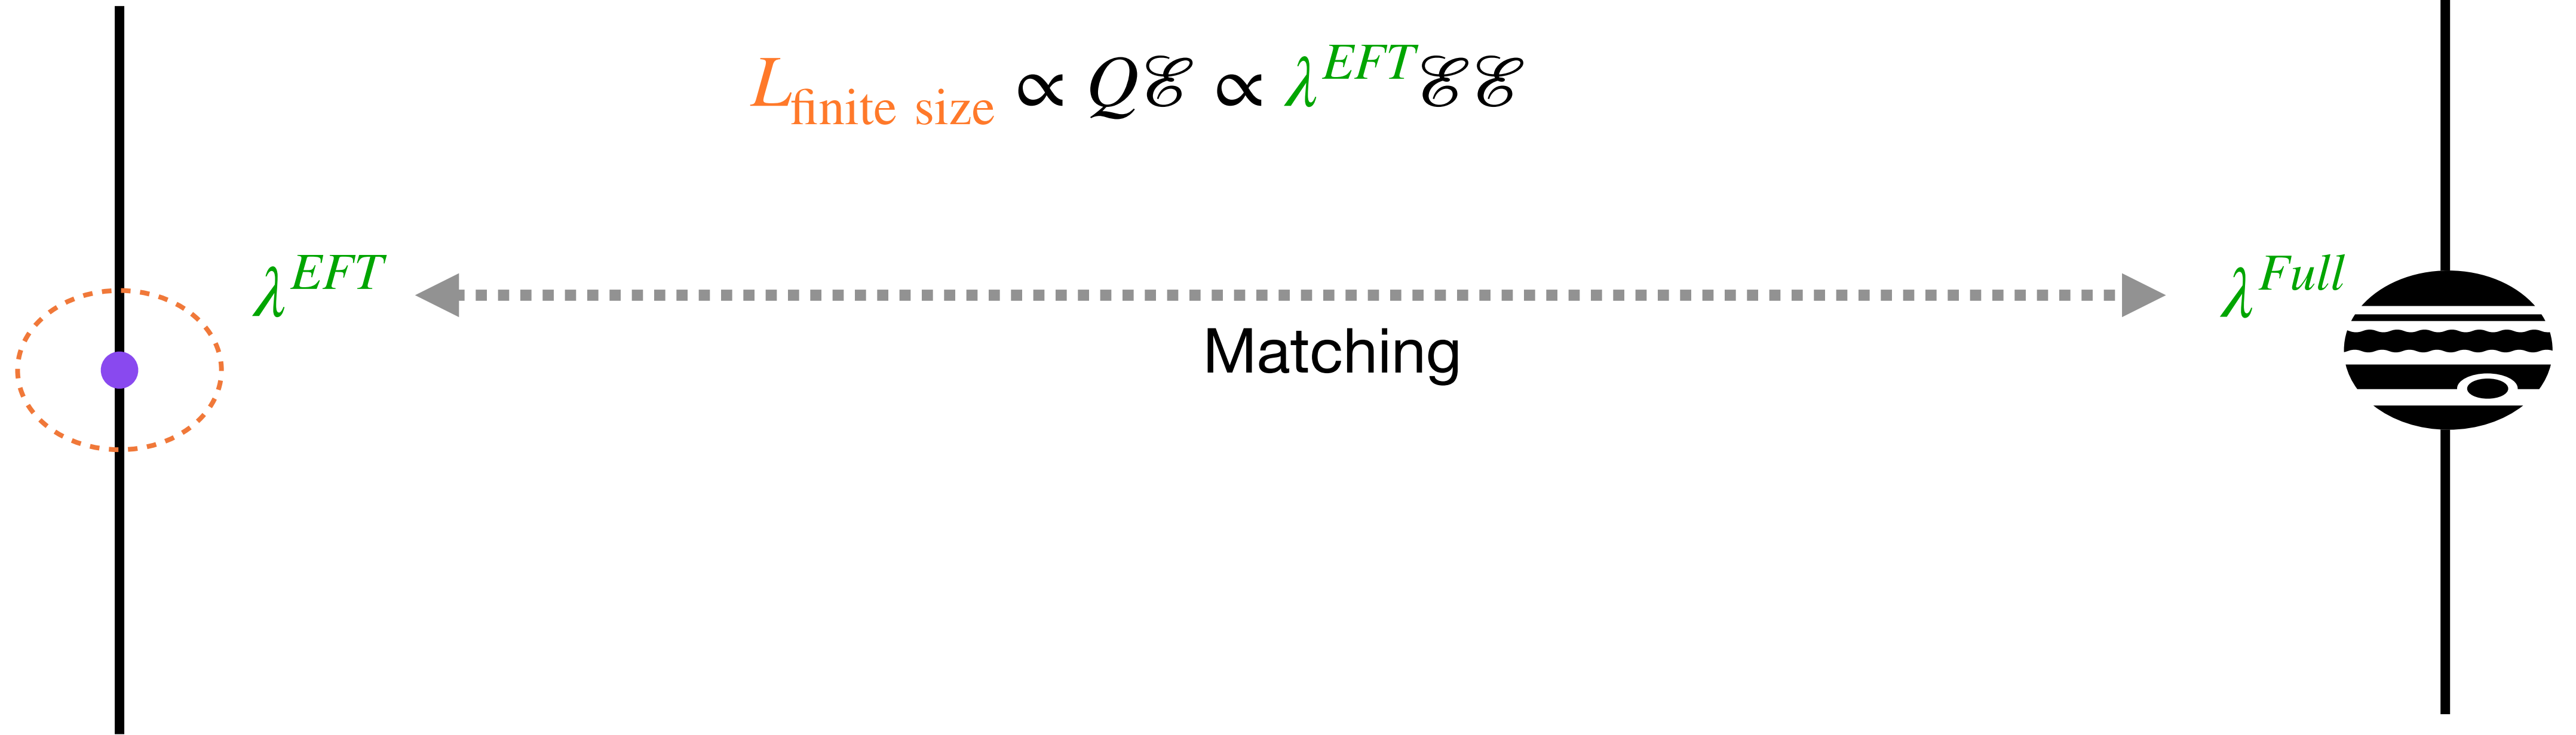 L_finite size ∝ Qℰ ∝ λ^EFT ℰℰ
λ^EFT
λ^Full
Matching